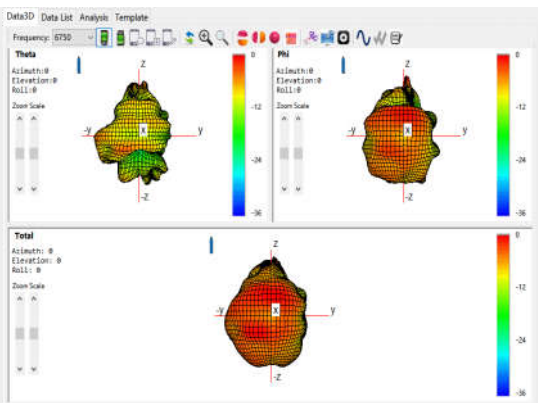 Data3D Data List Analysis Template
Frequency: 6750
Theta
Azimuth:0
Elevation:0
Roll:0
Zoom Scale
z
-y
x
y
-z
0
-12
-24
-36
Phi
Azimuth:0
Elevation:0
Roll:0
Zoom Scale
z
-y
x
y
-z
0
-12
-24
-36
Total
Azimuth: 0
Elevation: 0
Roll: 0
Zoom Scale
z
-y
x
y
-z
0
-12
-24
-36